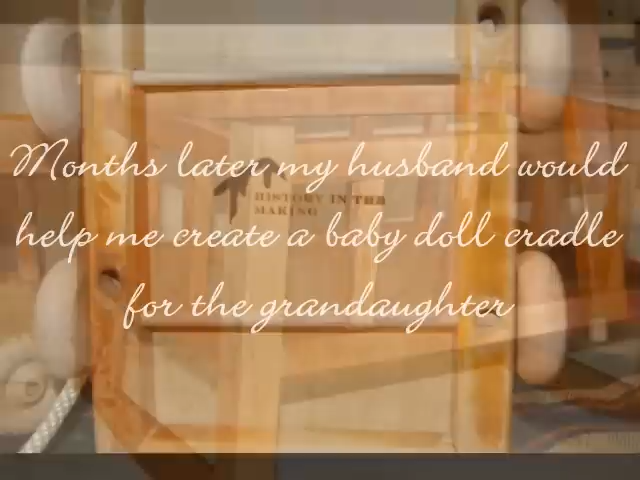 Months later my husband would
HISTORY IN THE
MAKING
help me create a baby doll cradle
for the grandaughter